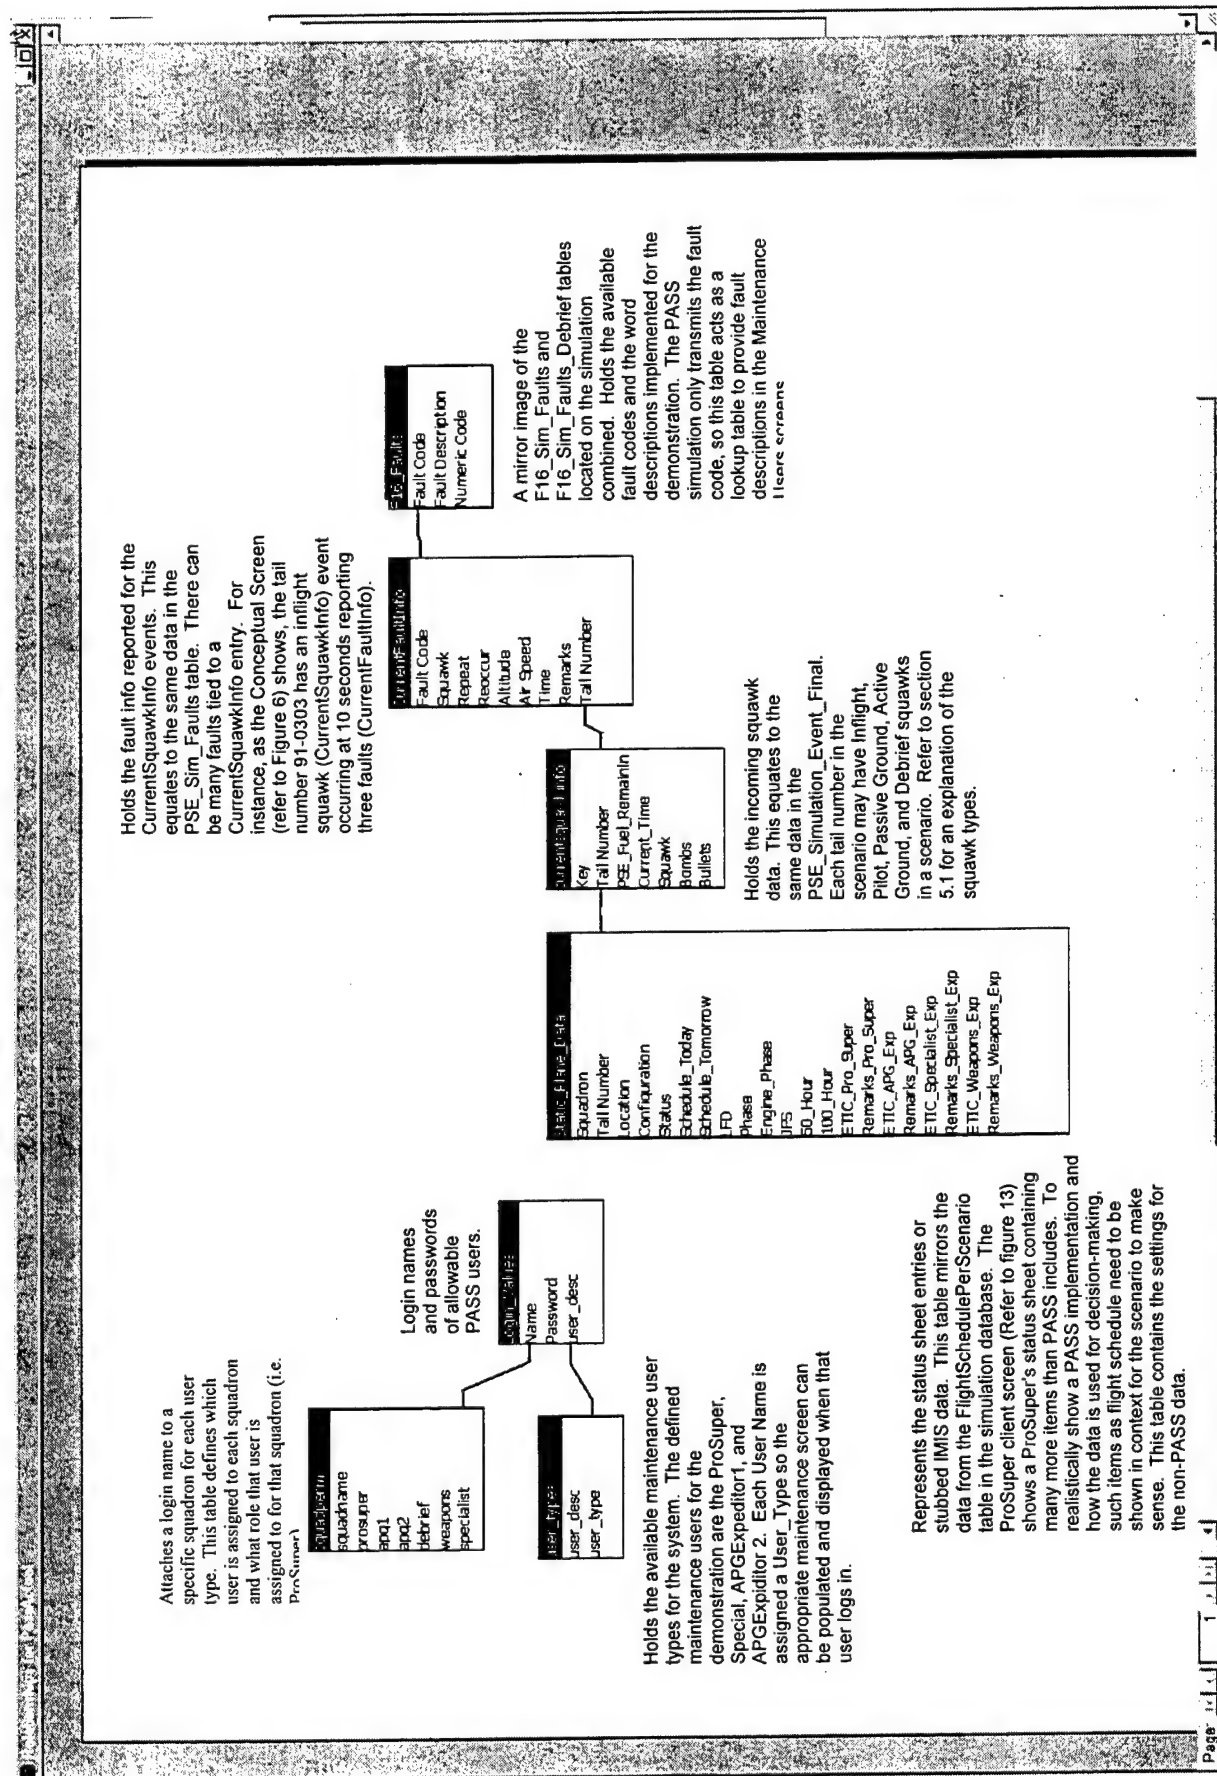 Attaches a login name to a
specific squadron for each user
type. This table defines which
user is assigned to each squadron
and what role that user is
assigned to for that squadron (i.e.
ProSuper)
squadperm
squadname
prosuper
apg1
apg2
debrief
weapons
specialist
Login names
and passwords
of allowable
PASS users.
Login_Values
Name
Password
user_desc
user_types
user_desc
user_type
Holds the available maintenance user
types for the system. The defined
maintenance users for the
demonstration are the ProSuper,
Special, APGExpeditor1, and
APGExpiditor 2. Each User Name is
assigned a User_Type so the
appropriate maintenance screen can
be populated and displayed when that
user logs in.
Static_Plane_Data
Squadron
Tail Number
Location
Configuration
Status
Schedule_Today
Schedule_Tomorrow
LFD
Phase
Engine_Phase
JFS
50_Hour
100_Hour
ETIC_Pro_Super
Remarks_Pro_Super
ETIC_APG_Exp
Remarks_APG_Exp
ETIC_Specialist_Exp
Remarks_Specialist_Exp
ETIC_Weapons_Exp
Remarks_Weapons_Exp
Represents the status sheet entries or
stubbed IMIS data. This table mirrors the
data from the FlightSchedulePerScenario
table in the simulation database. The
ProSuper client screen (Refer to figure 13)
shows a ProSuper's status sheet containing
many more items than PASS includes. To
realistically show a PASS implementation and
how the data is used for decision-making,
such items as flight schedule need to be
shown in context for the scenario to make
sense. This table contains the settings for
the non-PASS data.
CurrentSquawkInfo
Key
Tail Number
PSE_Fuel_RemainIn
Current_Time
Squawk
Bombs
Bullets
Holds the incoming squawk
data. This equates to the
same data in the
PSE_Simulation_Event_Final.
Each tail number in the
scenario may have Inflight,
Pilot, Passive Ground, Active
Ground, and Debrief squawks
in a scenario. Refer to section
5.1 for an explanation of the
squawk types.
Holds the fault info reported for the
CurrentSquawkInfo events. This
equates to the same data in the
PSE_Sim_Faults table. There can
be many faults tied to a
CurrentSquawkInfo entry. For
instance, as the Conceptual Screen
(refer to Figure 6) shows, the tail
number 91-0303 has an inflight
squawk (CurrentSquawkInfo) event
occurring at 10 seconds reporting
three faults (CurrentFaultInfo).
CurrentFaultInfo
Fault Code
Squawk
Repeat
Reoccur
Altitude
Air Speed
Time
Remarks
Tail Number
F16_Faults
Fault Code
Fault Description
Numeric Code
A mirror image of the
F16_Sim_Faults and
F16_Sim_Faults_Debrief tables
located on the simulation
combined. Holds the available
fault codes and the word
descriptions implemented for the
demonstration. The PASS
simulation only transmits the fault
code, so this table acts as a
lookup table to provide fault
descriptions in the Maintenance
Users screens
Page: 1